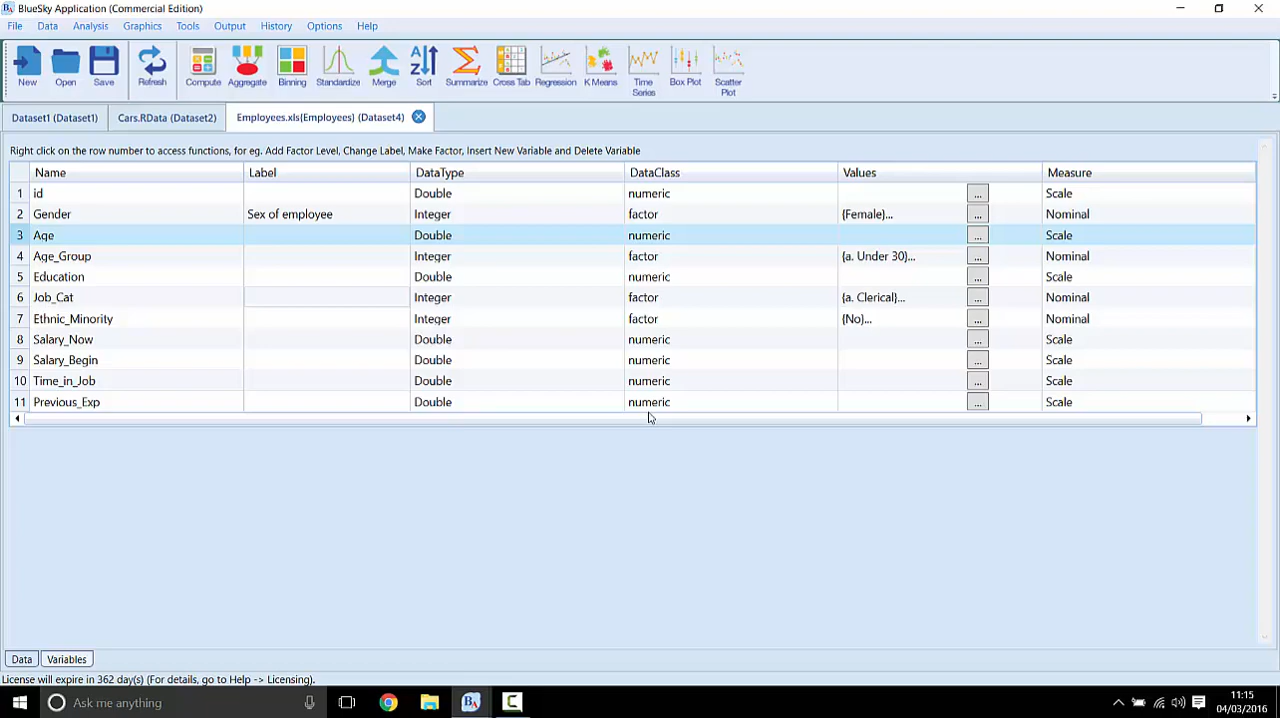 BlueSky Application (Commercial Edition)
File Data Analysis Graphics Tools Output History Options Help
New Open Save Refresh Compute Aggregate Binning Standardize Merge Sort Summarize Cross Tab Regression K Means Time Series Box Plot Scatter Plot
Dataset1 (Dataset1) Cars.RData (Dataset2) Employees.xls{Employees} (Dataset4)
Right click on the row number to access functions, for eg. Add Factor Level, Change Label, Make Factor, Insert New Variable and Delete Variable
Name Label DataType DataClass Values Measure
1 id Double numeric ... Scale
2 Gender Sex of employee Integer factor {Female}... ... Nominal
3 Age Double numeric ... Scale
4 Age_Group Integer factor {a. Under 30}... ... Nominal
5 Education Double numeric ... Scale
6 Job_Cat Integer factor {a. Clerical}... ... Nominal
7 Ethnic_Minority Integer factor {No}... ... Nominal
8 Salary_Now Double numeric ... Scale
9 Salary_Begin Double numeric ... Scale
10 Time_in_Job Double numeric ... Scale
11 Previous_Exp Double numeric ... Scale
Data Variables
License will expire in 362 day(s) (For details, go to Help -> Licensing).
Ask me anything
11:15
04/03/2016